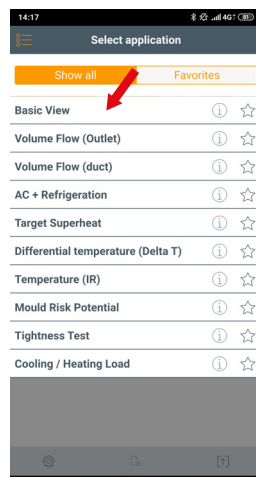 14:17 4G 81
Select application
Show all Favorites
Basic View
Volume Flow (Outlet)
Volume Flow (duct)
AC + Refrigeration
Target Superheat
Differential temperature (Delta T)
Temperature (IR)
Mould Risk Potential
Tightness Test
Cooling / Heating Load